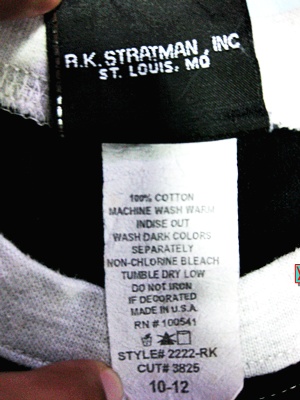 R.K. STRATMAN, INC
ST. LOUIS, MO
100% COTTON
MACHINE WASH WARM
INDISE OUT
WASH DARK COLORS
SEPARATELY
NON-CHLORINE BLEACH
TUMBLE DRY LOW
DO NOT IRON
IF DECORATED
MADE IN U.S.A.
RN # 100541
STYLE# 2222-RK
CUT# 3825
10-12